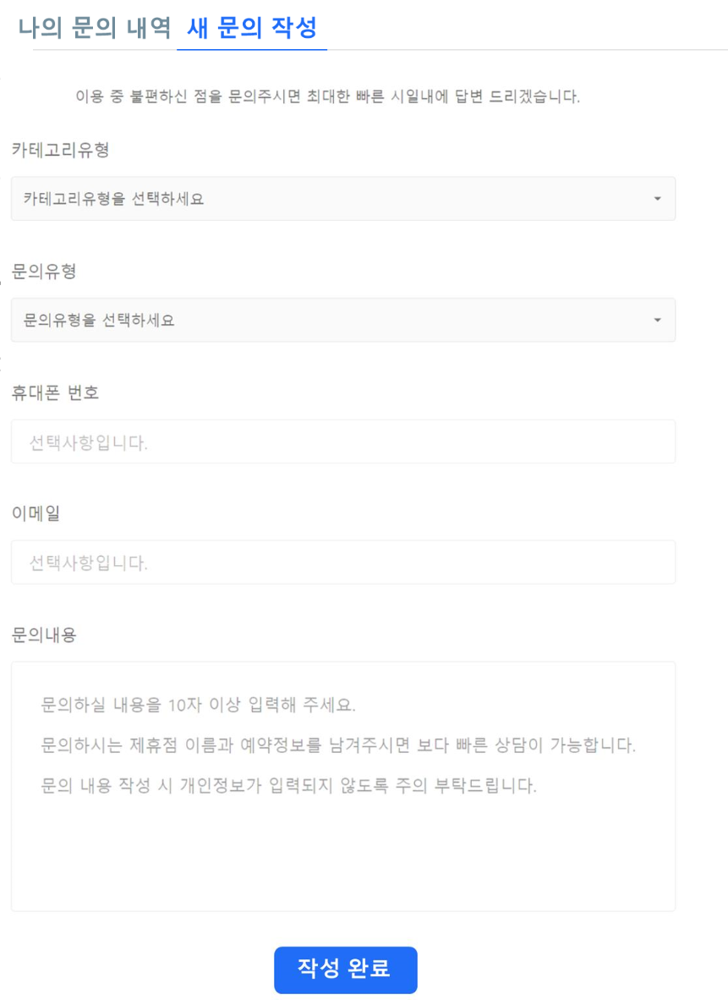 나의 문의 내역 새 문의 작성
이용 중 불편하신 점을 문의주시면 최대한 빠른 시일내에 답변 드리겠습니다.
카테고리유형
카테고리유형을 선택하세요
문의유형
문의유형을 선택하세요
휴대폰 번호
선택사항입니다.
이메일
선택사항입니다.
문의내용
문의하실 내용을 10자 이상 입력해 주세요.
문의하시는 제휴점 이름과 예약정보를 남겨주시면 보다 빠른 상담이 가능합니다.
문의 내용 작성 시 개인정보가 입력되지 않도록 주의 부탁드립니다.
작성 완료